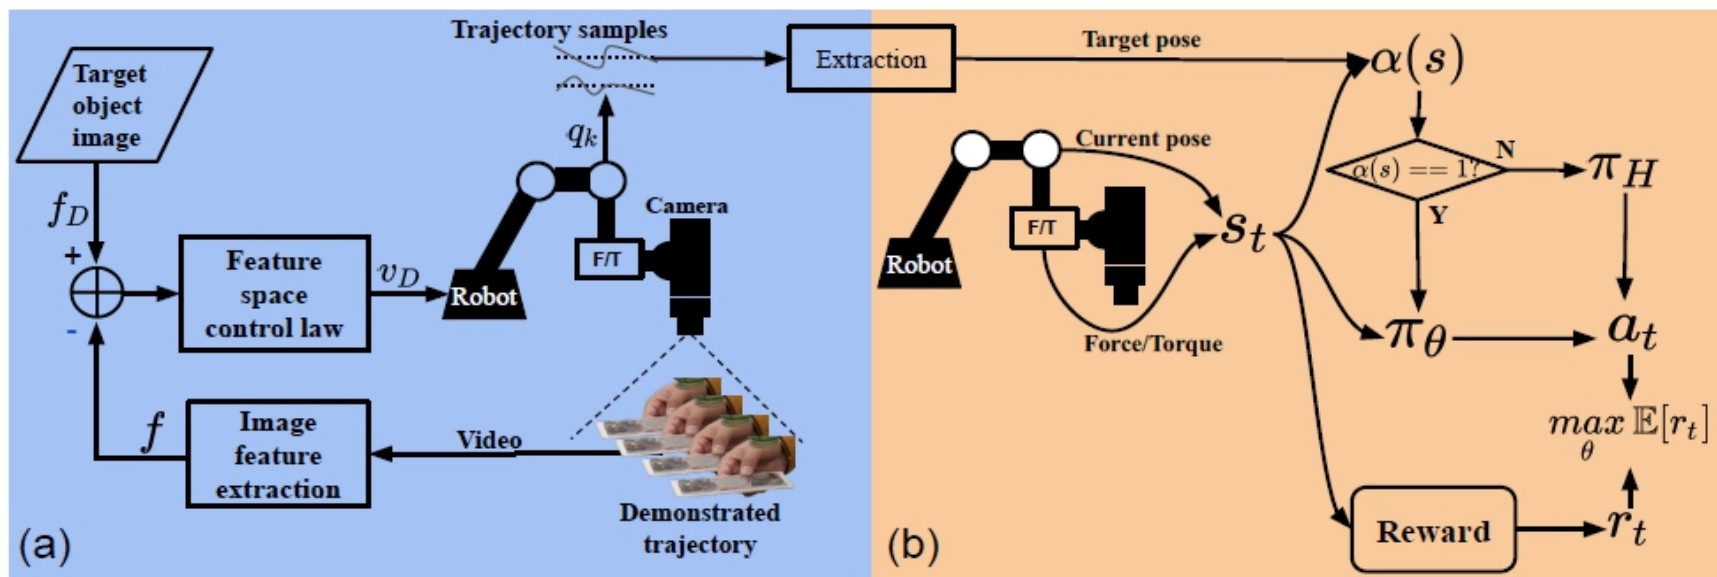 Target
object
image
f_D
+
-
Feature
space
control law
v_D
Robot
F/T
Camera
q_k
Trajectory samples
Image
feature
extraction
f
Video
Demonstrated
trajectory
(a)
Extraction
Target pose
Current pose
Robot
F/T
Force/Torque
s_t
α(s)
α(s) == 1?
N
Y
π_H
π_θ
a_t
max 𝔼[r_t]
θ
Reward
r_t
(b)